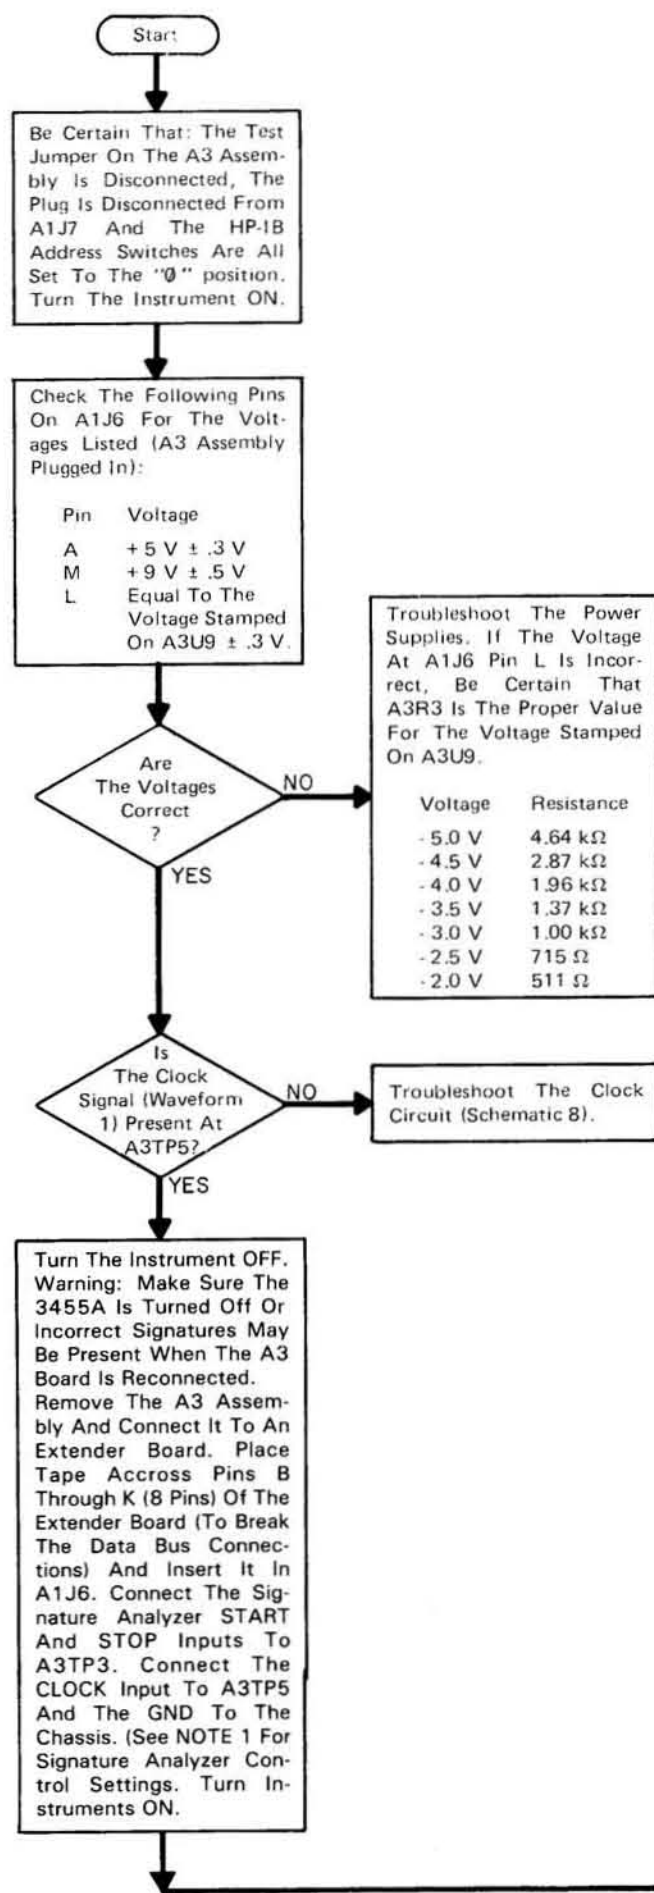 Start
Be Certain That: The Test
Jumper On The A3 Assem-
bly Is Disconnected, The
Plug Is Disconnected From
A1J7 And The HP-IB
Address Switches Are All
Set To The "0" position.
Turn The Instrument ON.
Check The Following Pins
On A1J6 For The Volt-
ages Listed (A3 Assembly
Plugged In):
Pin Voltage
A + 5 V ± .3 V
M + 9 V ± .5 V
L Equal To The
Voltage Stamped
On A3U9 ± .3 V.
Are
The Voltages
Correct
?
NO
YES
Troubleshoot The Power
Supplies. If The Voltage
At A1J6 Pin L Is Incor-
rect, Be Certain That
A3R3 Is The Proper Value
For The Voltage Stamped
On A3U9.
Voltage Resistance
- 5.0 V 4.64 kΩ
- 4.5 V 2.87 kΩ
- 4.0 V 1.96 kΩ
- 3.5 V 1.37 kΩ
- 3.0 V 1.00 kΩ
- 2.5 V 715 Ω
- 2.0 V 511 Ω
Is
The Clock
Signal (Waveform
1) Present At
A3TP5?
NO
YES
Troubleshoot The Clock
Circuit (Schematic 8).
Turn The Instrument OFF.
Warning: Make Sure The
3455A Is Turned Off Or
Incorrect Signatures May
Be Present When The A3
Board Is Reconnected.
Remove The A3 Assem-
bly And Connect It To An
Extender Board. Place
Tape Accross Pins B
Through K (8 Pins) Of The
Extender Board (To Break
The Data Bus Connec-
tions) And Insert It In
A1J6. Connect The Sig-
nature Analyzer START
And STOP Inputs To
A3TP3. Connect The
CLOCK Input To A3TP5
And The GND To The
Chassis. (See NOTE 1 For
Signature Analyzer Con-
trol Settings. Turn In-
struments ON.